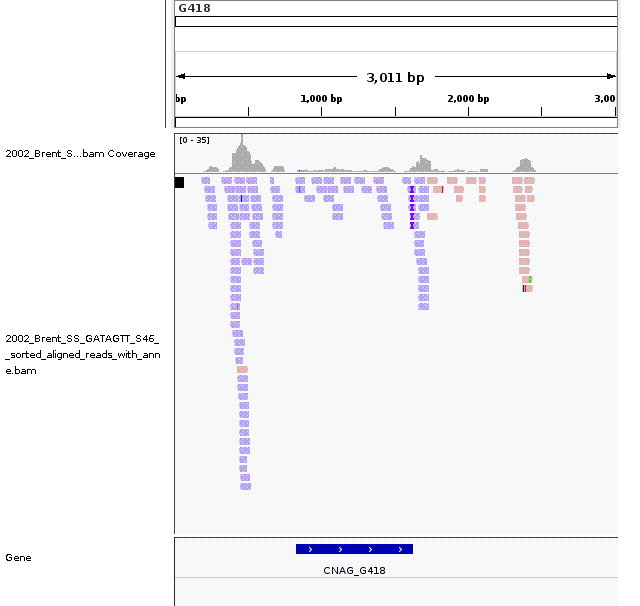 G418
3,011 bp
bp 1,000 bp 2,000 bp 3,00
[0 - 35]
2002_Brent_S...bam Coverage
2002_Brent_SS_GATAGTT_S46_
_sorted_aligned_reads_with_ann
e.bam
Gene
CNAG_G418